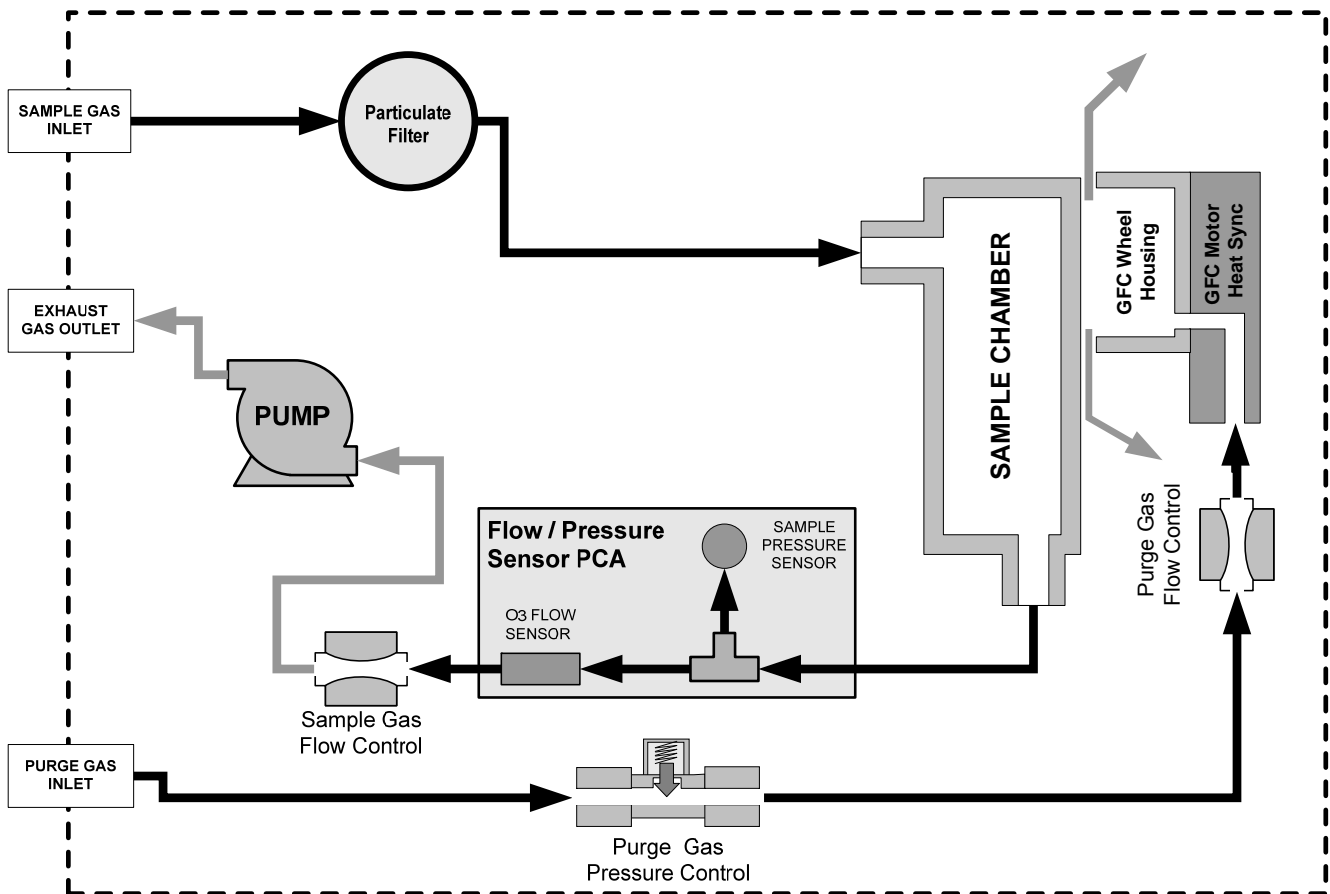 SAMPLE GAS
INLET
Particulate
Filter
SAMPLE CHAMBER
GFC Wheel
Housing
GFC Motor
Heat Sync
EXHAUST
GAS OUTLET
PUMP
Flow / Pressure
Sensor PCA
SAMPLE
PRESSURE
SENSOR
O3 FLOW
SENSOR
Purge Gas
Flow Control
Sample Gas
Flow Control
PURGE GAS
INLET
Purge Gas
Pressure Control